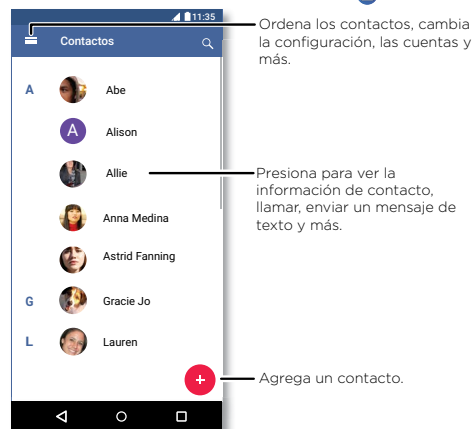 11:35
Contactos
Ordena los contactos, cambia
la configuración, las cuentas y
más.
A
Abe
A
Alison
Allie
Presiona para ver la
información de contacto,
llamar, enviar un mensaje de
texto y más.
Anna Medina
Astrid Fanning
G
Gracie Jo
L
Lauren
Agrega un contacto.